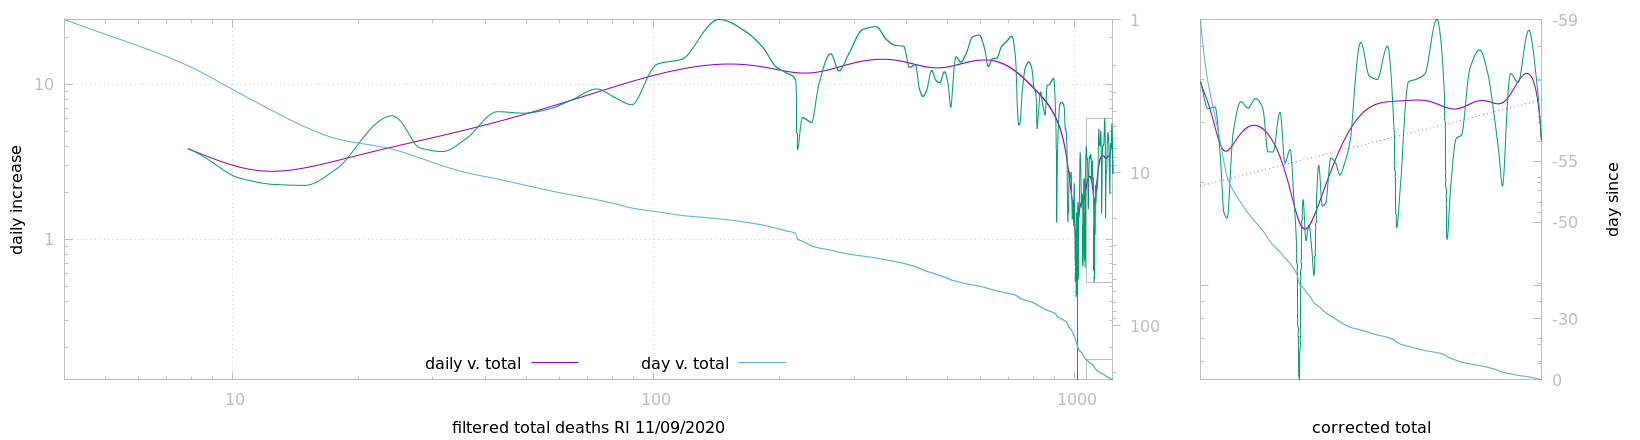 1
-59
10
daily increase
10
-55
day since
1
-50
100
-30
daily v. total
day v. total
0
10
100
1000
filtered total deaths RI 11/09/2020
corrected total